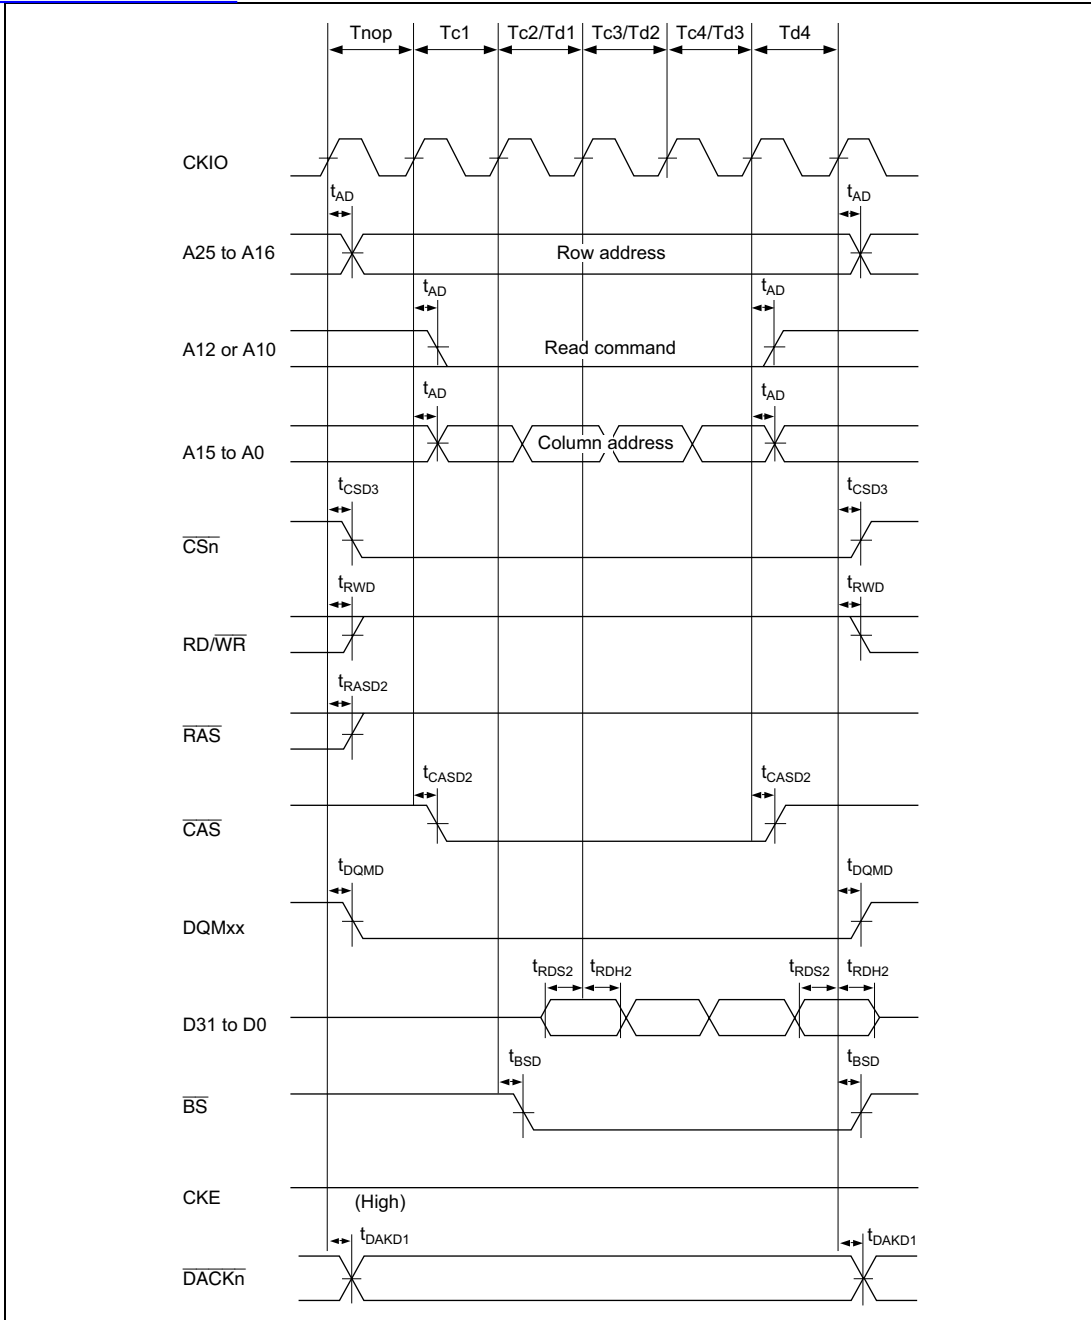 Tnop Tc1 Tc2/Td1 Tc3/Td2 Tc4/Td3 Td4
CKIO
tAD tAD
A25 to A16 Row address
tAD tAD
A12 or A10 Read command
tAD tAD
A15 to A0 Column address
tCSD3 tCSD3
CSn
tRWD tRWD
RD/WR
tRASD2
RAS
tCASD2 tCASD2
CAS
tDQMD tDQMD
DQMxx
tRDS2 tRDH2 tRDS2 tRDH2
D31 to D0
tBSD tBSD
BS
CKE (High)
tDAKD1 tDAKD1
DACKn